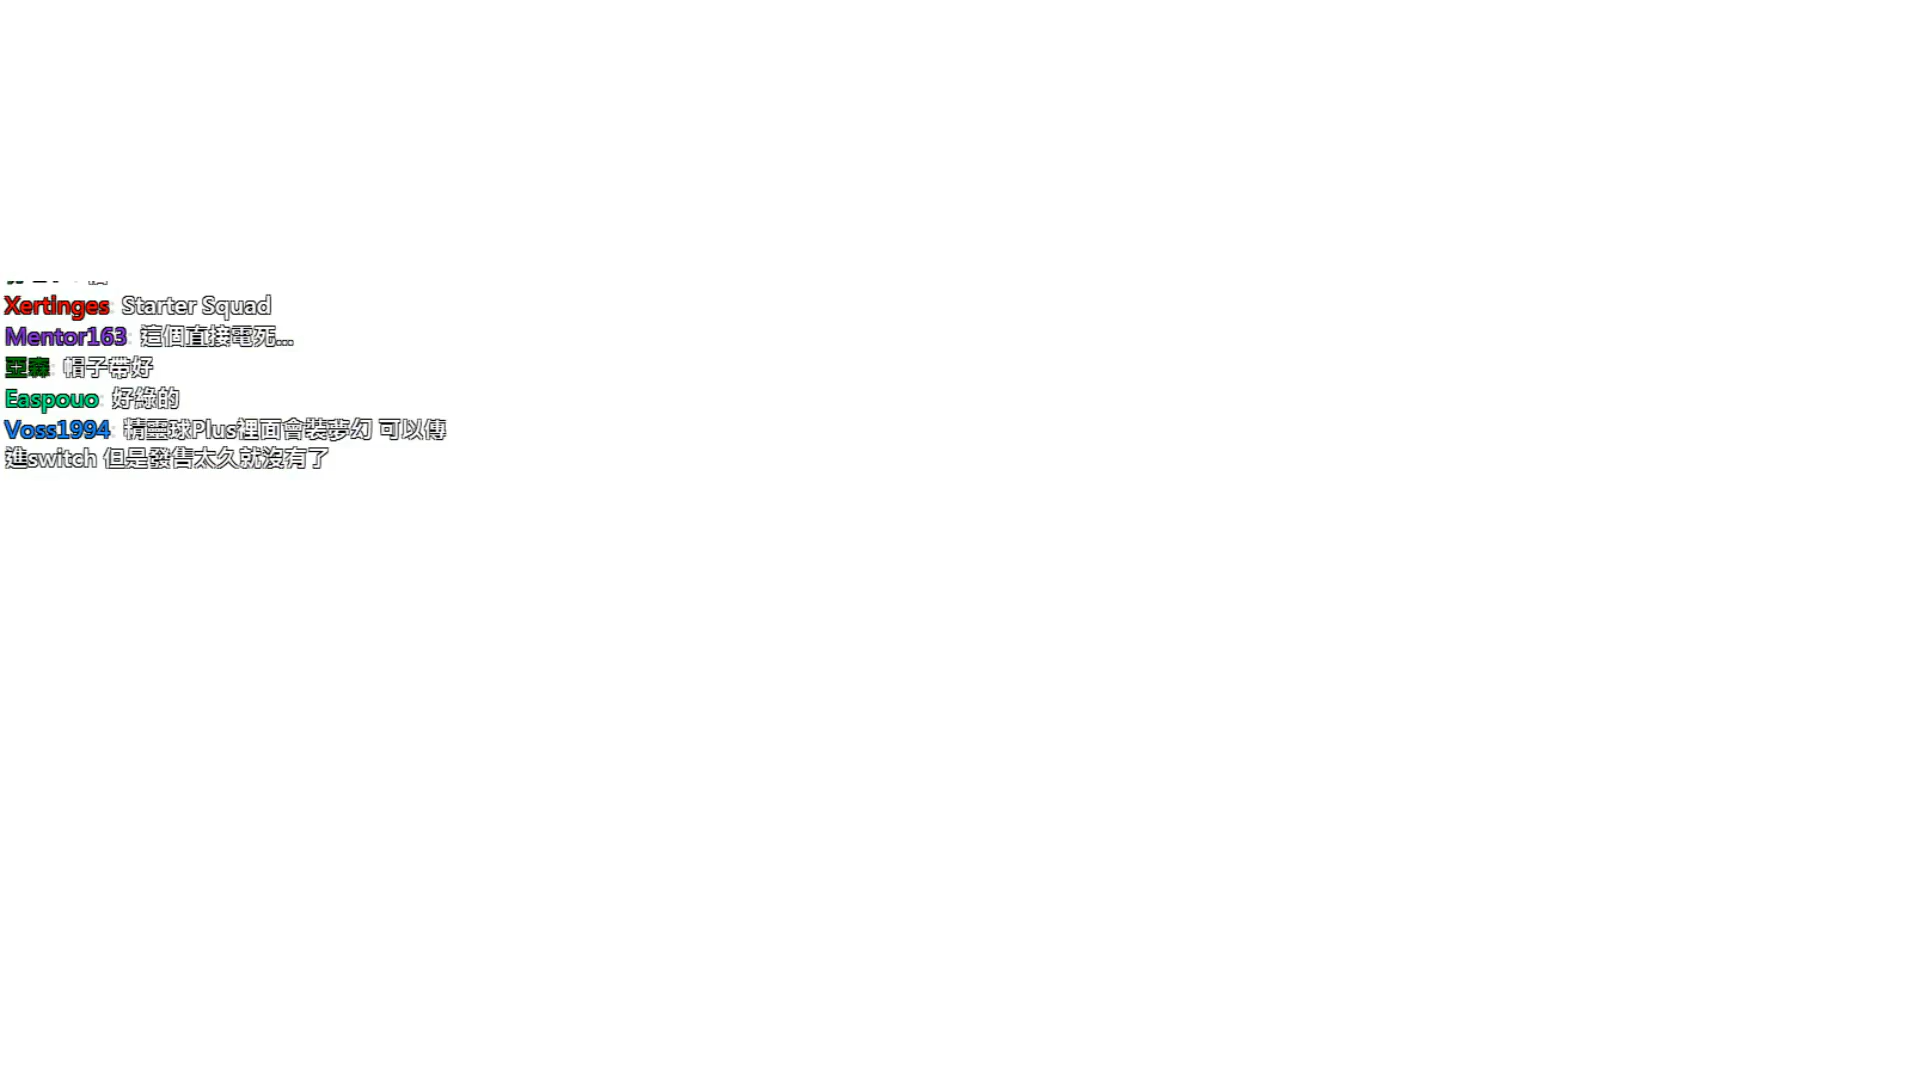 Xertinges: Starter Squad
Mentor163: 這個直接電死...
亞森: 帽子帶好
Easpouo: 好綠的
Voss1994: 精靈球Plus裡面會裝夢幻 可以傳
進switch 但是發售太久就沒有了